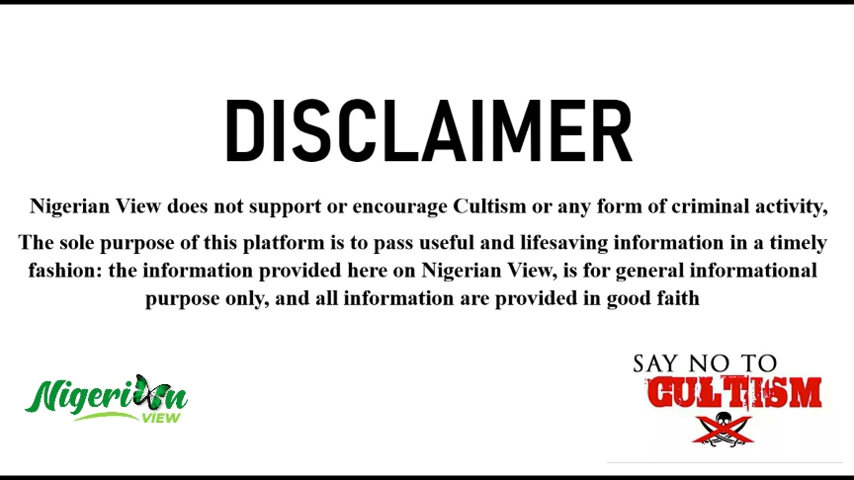 DISCLAIMER
Nigerian View does not support or encourage Cultism or any form of criminal activity,
The sole purpose of this platform is to pass useful and lifesaving information in a timely
fashion: the information provided here on Nigerian View, is for general informational
purpose only, and all information are provided in good faith
Nigerian
VIEW
SAY NO TO
CULTISM